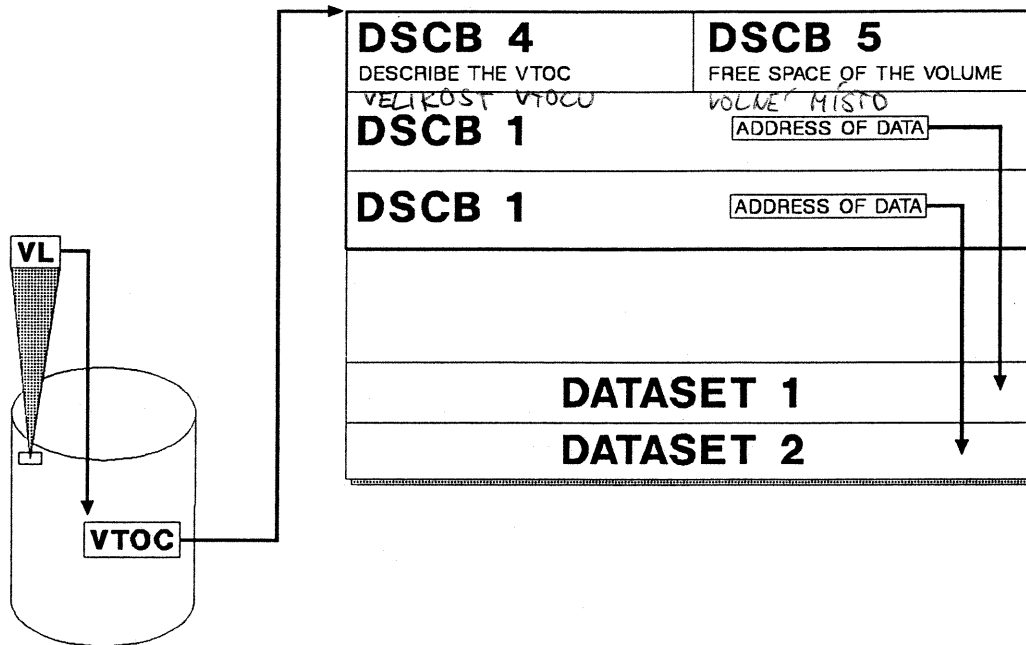 DSCB 4 DSCB 5
DESCRIBE THE VTOC FREE SPACE OF THE VOLUME
VELIKOST VTOCU VOLNÉ MÍSTO
DSCB 1 ADDRESS OF DATA
DSCB 1 ADDRESS OF DATA
VL
DATASET 1
DATASET 2
VTOC